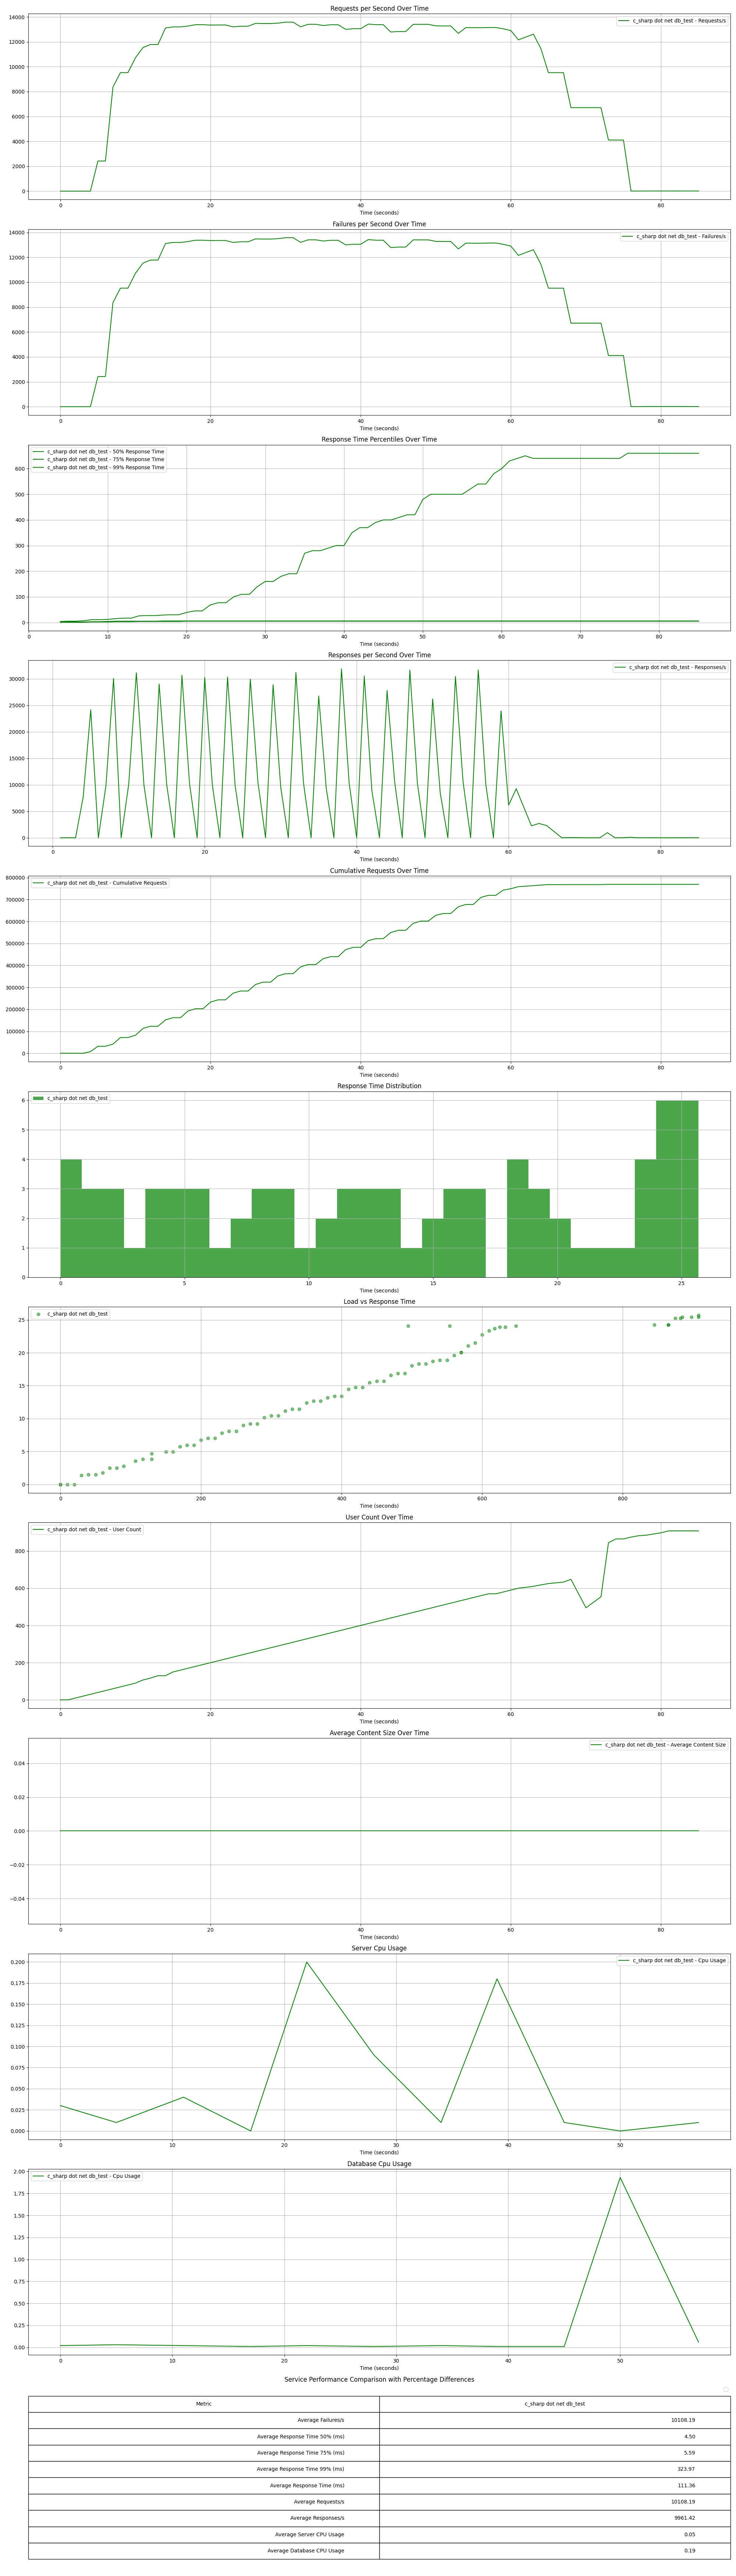 Requests per Second Over Time
c_sharp dot net db_test - Requests/s
14000
12000
10000
8000
6000
4000
2000
0
0 20 40 60 80
Time (seconds)
Failures per Second Over Time
c_sharp dot net db_test - Failures/s
14000
12000
10000
8000
6000
4000
2000
0
0 20 40 60 80
Time (seconds)
Response Time Percentiles Over Time
c_sharp dot net db_test - 50% Response Time
c_sharp dot net db_test - 75% Response Time
c_sharp dot net db_test - 99% Response Time
600
500
400
300
200
100
0
0 10 20 30 40 50 60 70 80
Time (seconds)
Responses per Second Over Time
c_sharp dot net db_test - Responses/s
30000
25000
20000
15000
10000
5000
0
0 20 40 60 80
Time (seconds)
Cumulative Requests Over Time
c_sharp dot net db_test - Cumulative Requests
800000
700000
600000
500000
400000
300000
200000
100000
0
0 20 40 60 80
Time (seconds)
Response Time Distribution
c_sharp dot net db_test
6
5
4
3
2
1
0
0 5 10 15 20 25
Time (seconds)
Load vs Response Time
c_sharp dot net db_test
25
20
15
10
5
0
0 200 400 600 800
Time (seconds)
User Count Over Time
c_sharp dot net db_test - User Count
800
600
400
200
0
0 20 40 60 80
Time (seconds)
Average Content Size Over Time
c_sharp dot net db_test - Average Content Size
0.04
0.02
0.00
−0.02
−0.04
0 20 40 60 80
Time (seconds)
Server Cpu Usage
c_sharp dot net db_test - Cpu Usage
0.200
0.175
0.150
0.125
0.100
0.075
0.050
0.025
0.000
0 10 20 30 40 50
Time (seconds)
Database Cpu Usage
c_sharp dot net db_test - Cpu Usage
2.00
1.75
1.50
1.25
1.00
0.75
0.50
0.25
0.00
0 10 20 30 40 50
Time (seconds)
Service Performance Comparison with Percentage Differences
Metric c_sharp dot net db_test
Average Failures/s 10108.19
Average Response Time 50% (ms) 4.50
Average Response Time 75% (ms) 5.59
Average Response Time 99% (ms) 323.97
Average Response Time (ms) 111.36
Average Requests/s 10108.19
Average Responses/s 9961.42
Average Server CPU Usage 0.05
Average Database CPU Usage 0.19